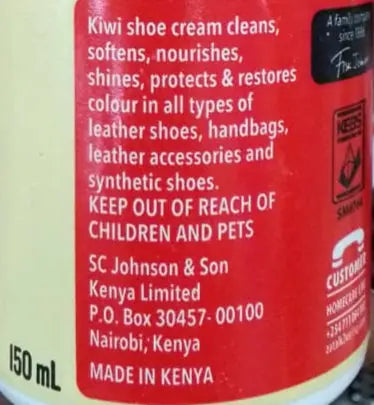 Kiwi shoe cream cleans,
softens, nourishes,
shines, protects & restores
colour in all types of
leather shoes, handbags,
leather accessories and
synthetic shoes.
KEEP OUT OF REACH OF
CHILDREN AND PETS
SC Johnson & Son
Kenya Limited
P.O. Box 30457-00100
Nairobi, Kenya
MADE IN KENYA
150 mL
A family
since
KEBS
CUSTOMER